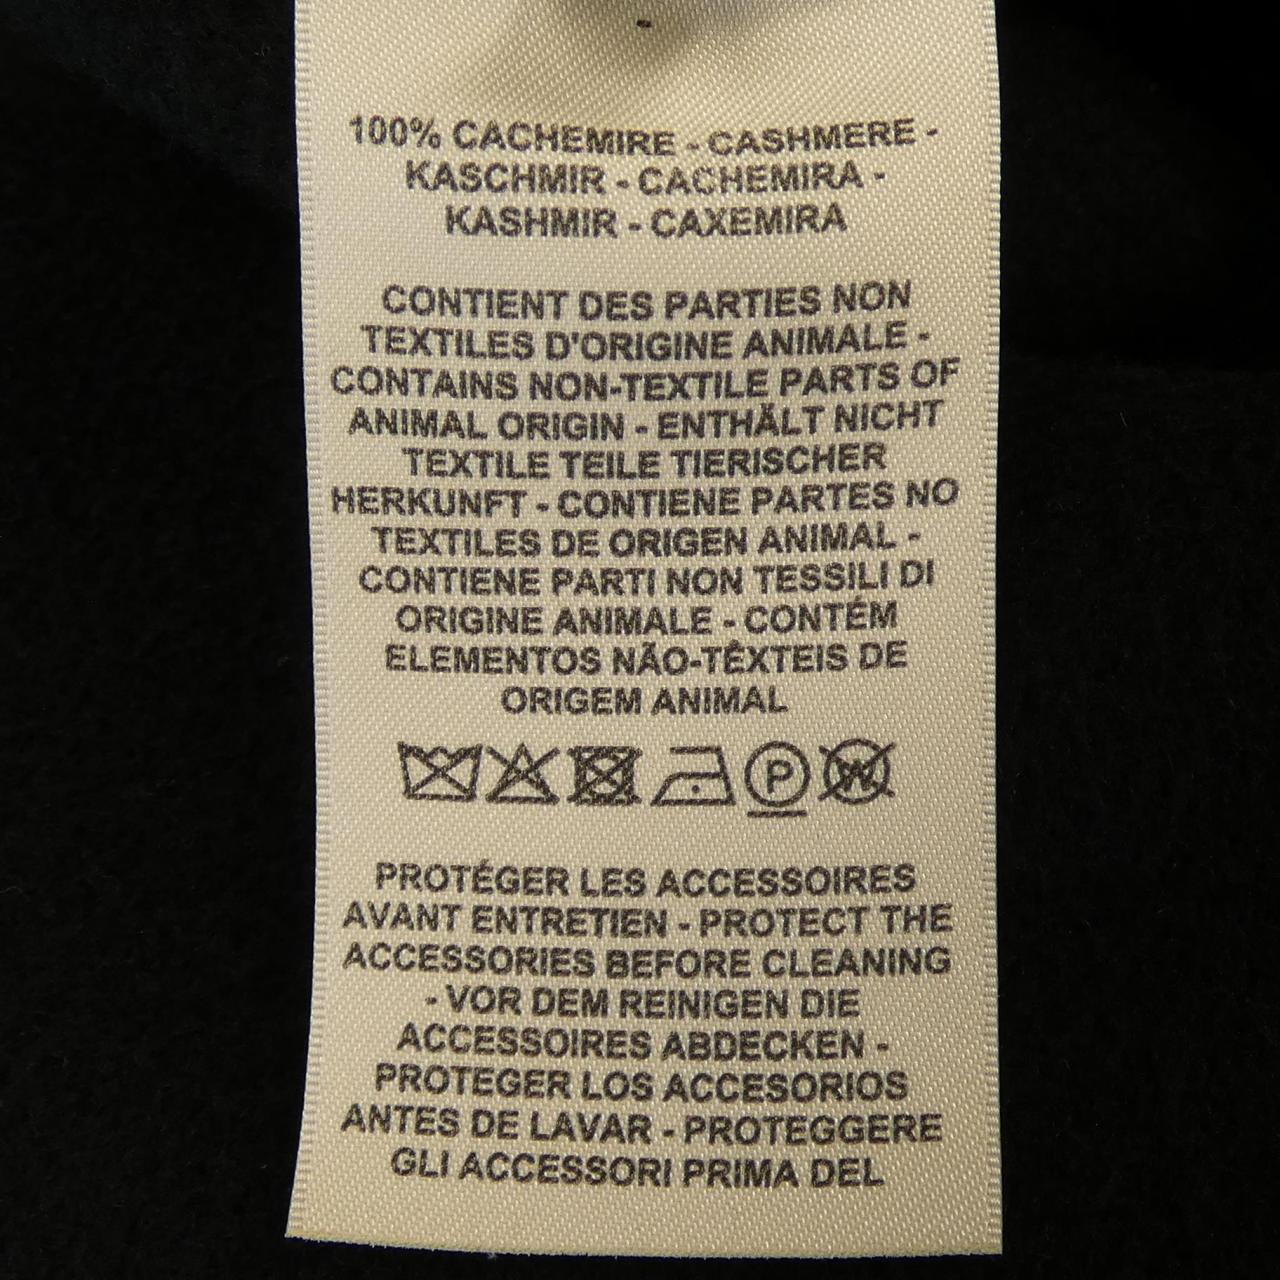 100% CACHEMIRE - CASHMERE -
KASCHMIR - CACHEMIRA -
KASHMIR - CAXEMIRA
CONTIENT DES PARTIES NON
TEXTILES D'ORIGINE ANIMALE -
CONTAINS NON-TEXTILE PARTS OF
ANIMAL ORIGIN - ENTHÄLT NICHT
TEXTILE TEILE TIERISCHER
HERKUNFT - CONTIENE PARTES NO
TEXTILES DE ORIGEN ANIMAL -
CONTIENE PARTI NON TESSILI DI
ORIGINE ANIMALE - CONTÉM
ELEMENTOS NÃO-TÊXTEIS DE
ORIGEM ANIMAL
P W
PROTÉGER LES ACCESSOIRES
AVANT ENTRETIEN - PROTECT THE
ACCESSORIES BEFORE CLEANING
- VOR DEM REINIGEN DIE
ACCESSOIRES ABDECKEN -
PROTEGER LOS ACCESORIOS
ANTES DE LAVAR - PROTEGGERE
GLI ACCESSORI PRIMA DEL